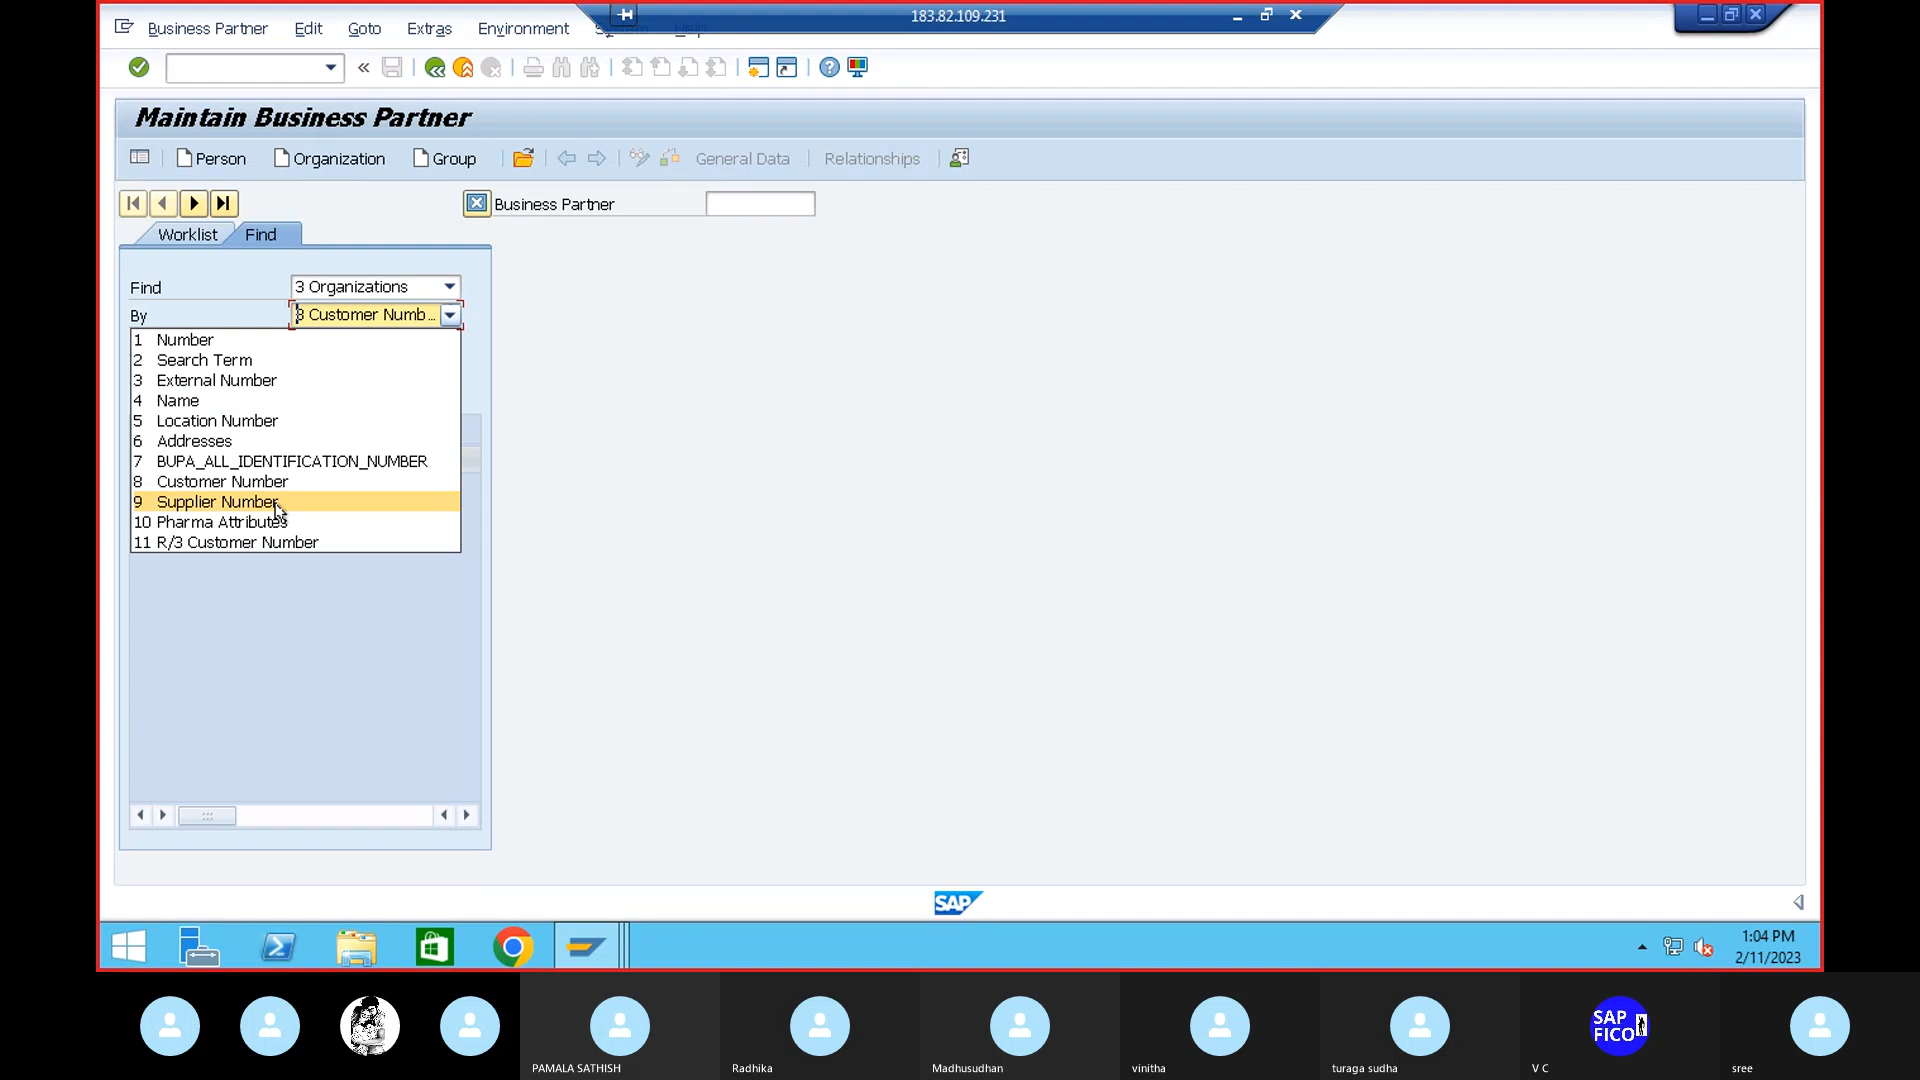 183.82.109.231
Business Partner Edit Goto Extras Environment
Maintain Business Partner
Person Organization Group General Data Relationships
Business Partner
Worklist Find
Find 3 Organizations
By 8 Customer Numb...
1 Number
2 Search Term
3 External Number
4 Name
5 Location Number
6 Addresses
7 BUPA_ALL_IDENTIFICATION_NUMBER
8 Customer Number
9 Supplier Number
10 Pharma Attributes
11 R/3 Customer Number
SAP
1:04 PM
2/11/2023
SAP
FICO
PAMALA SATHISH Radhika Madhusudhan vinitha turaga sudha V C sree